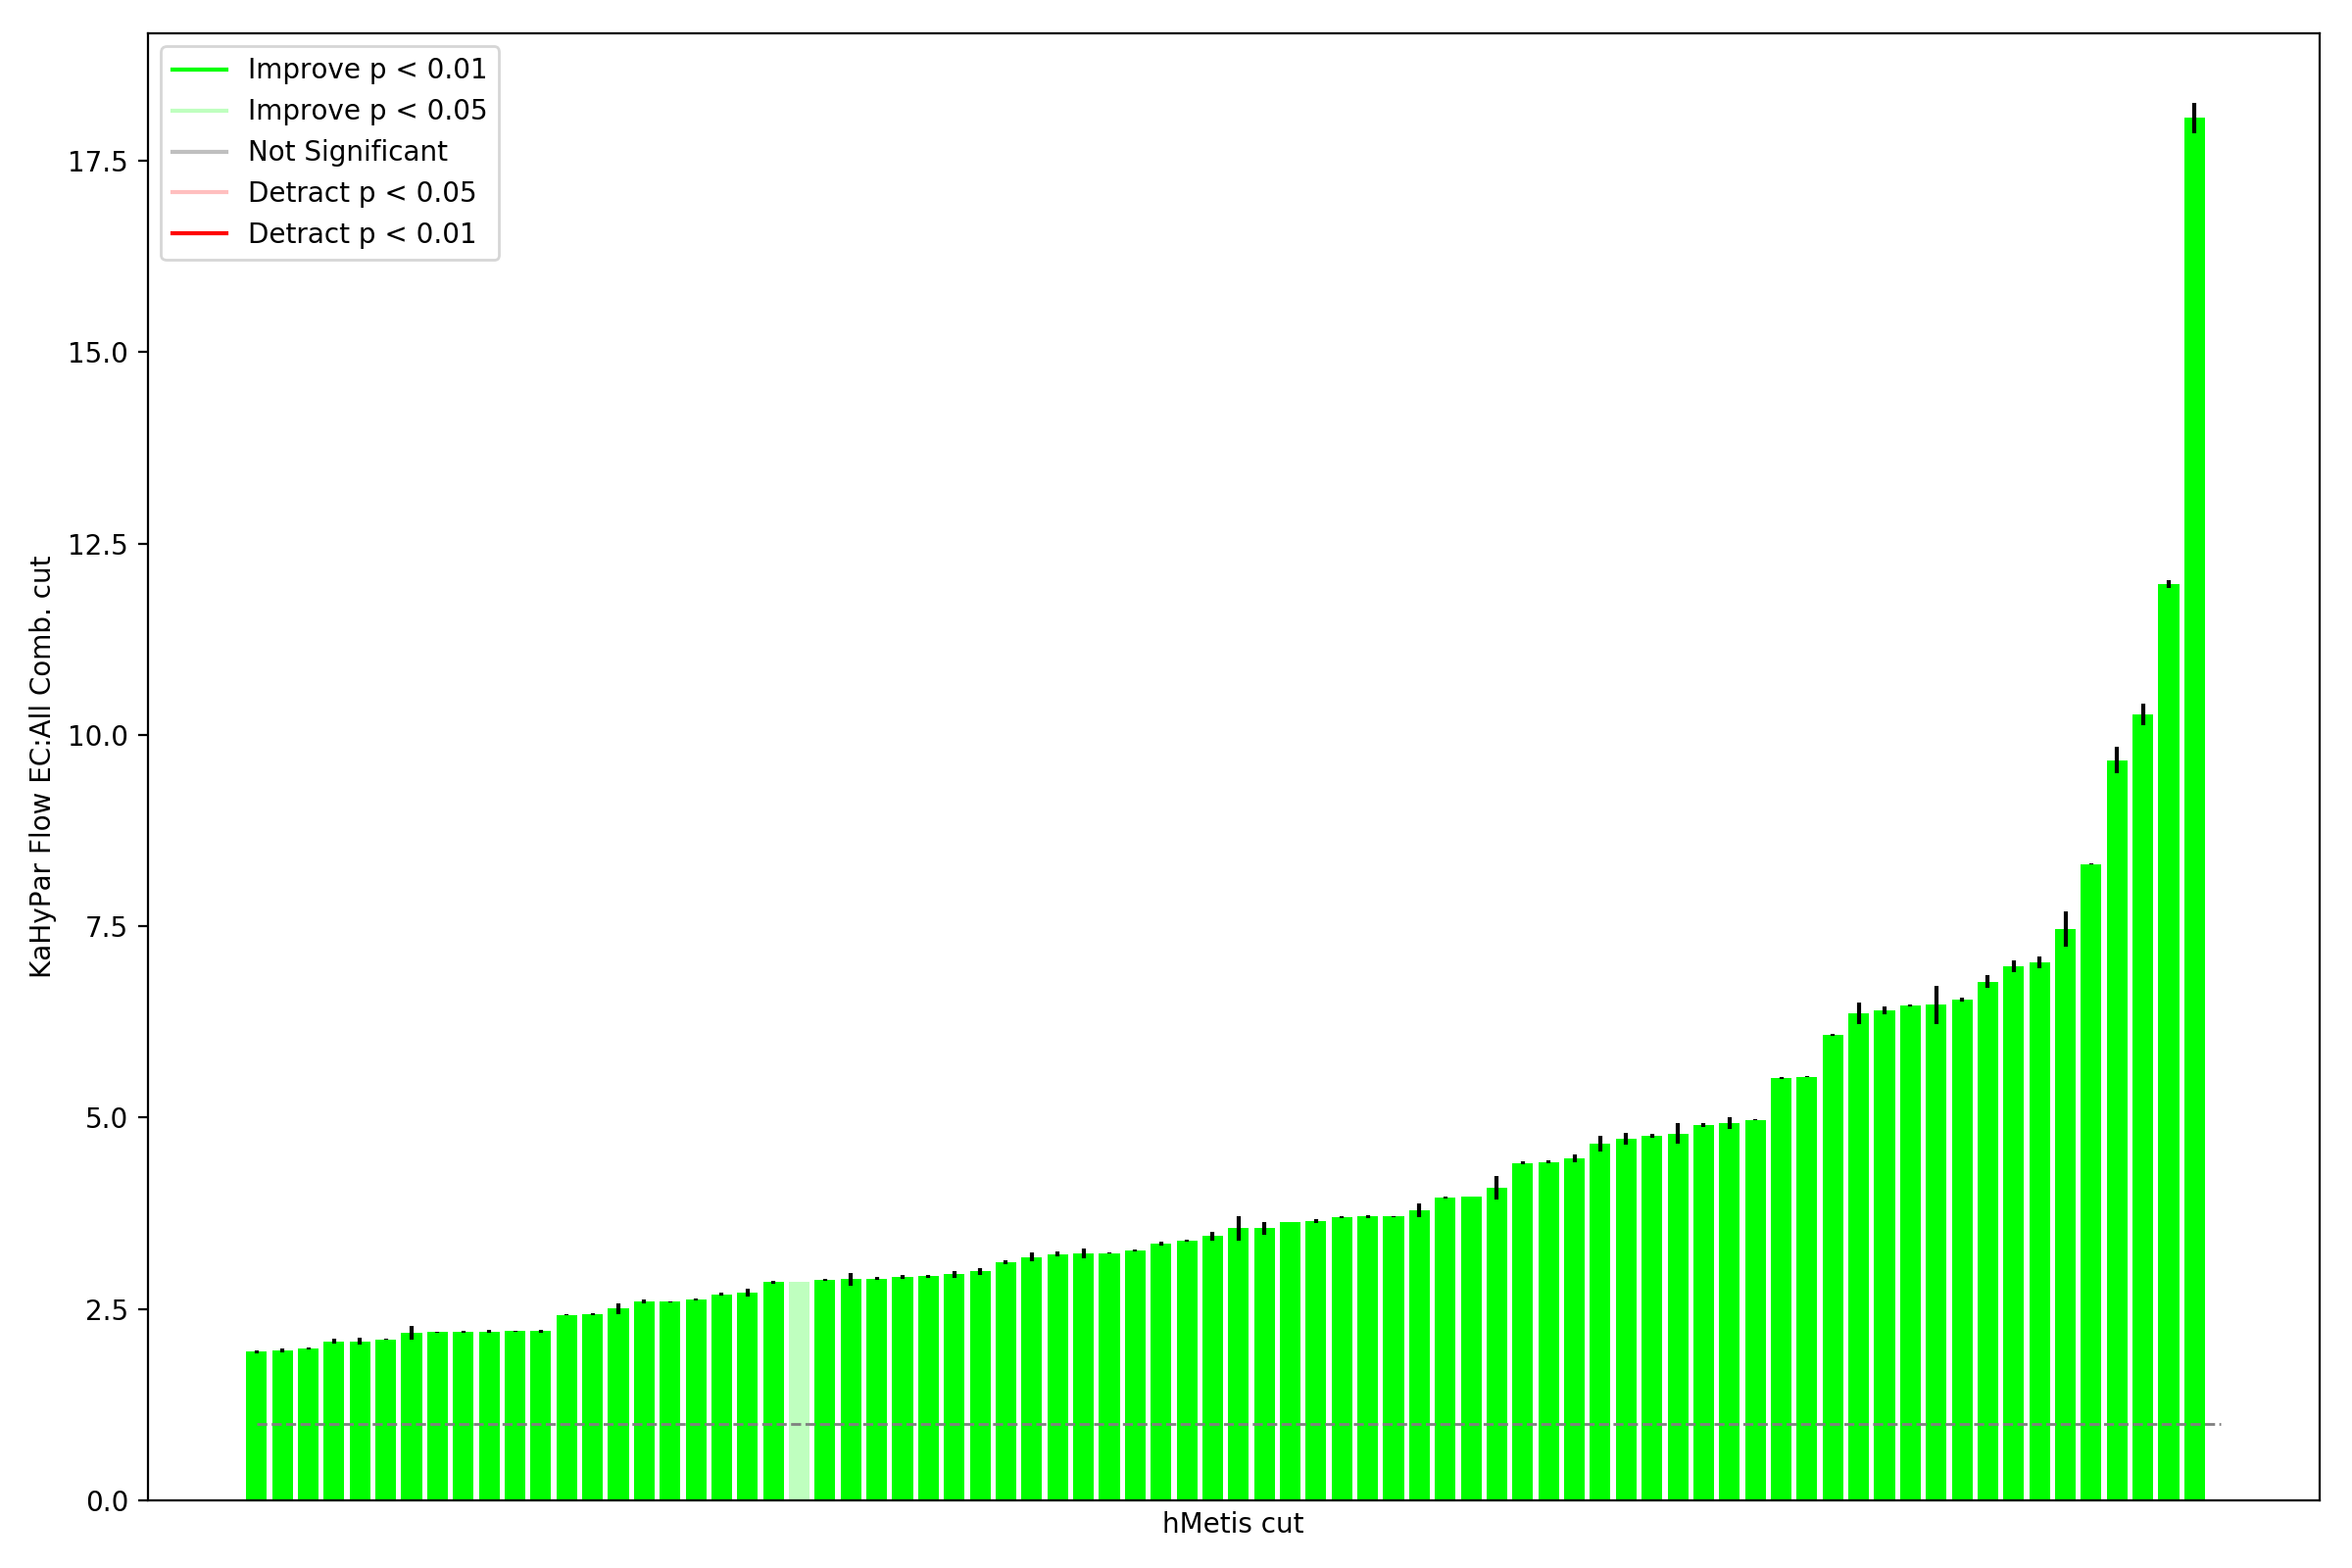 Improve p < 0.01
Improve p < 0.05
Not Significant
Detract p < 0.05
Detract p < 0.01
17.5
15.0
12.5
10.0
7.5
5.0
2.5
0.0
KaHyPar Flow EC:All Comb. cut
hMetis cut